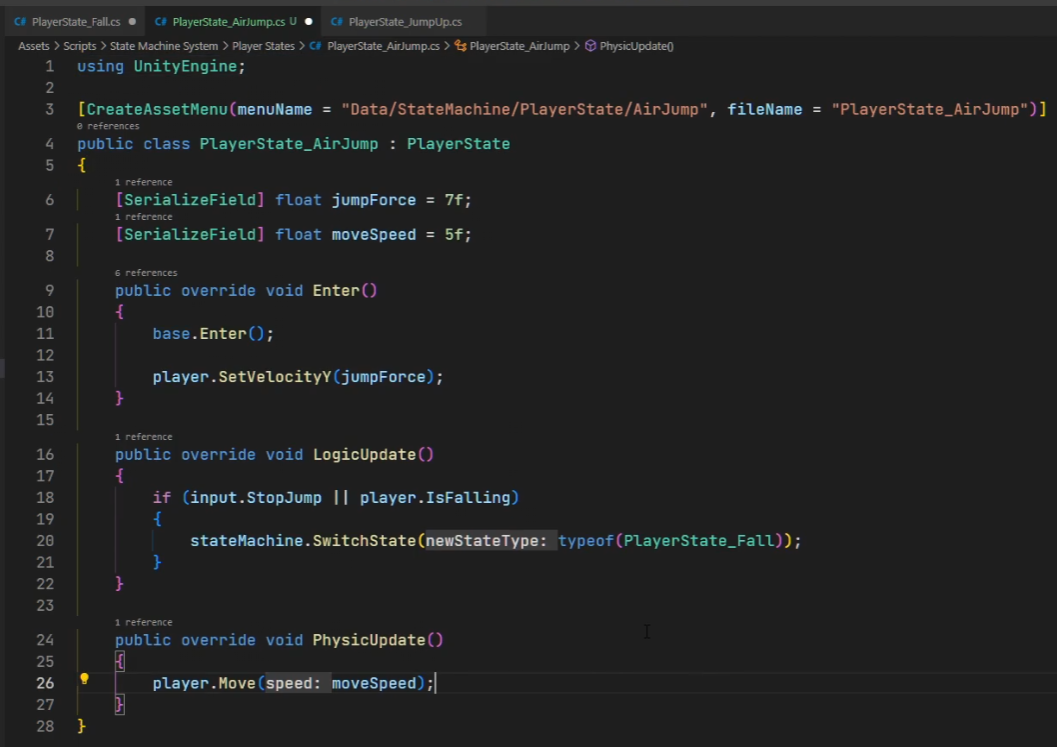 PlayerState_Fall.cs PlayerState_AirJump.cs U PlayerState_JumpUp.cs
Assets > Scripts > State Machine System > Player States > PlayerState_AirJump.cs > PlayerState_AirJump > PhysicUpdate()
1 using UnityEngine;
2
3 [CreateAssetMenu(menuName = "Data/StateMachine/PlayerState/AirJump", fileName = "PlayerState_AirJump")]
0 references
4 public class PlayerState_AirJump : PlayerState
5 {
1 reference
6 [SerializeField] float jumpForce = 7f;
1 reference
7 [SerializeField] float moveSpeed = 5f;
8
6 references
9 public override void Enter()
10 {
11 base.Enter();
12
13 player.SetVelocityY(jumpForce);
14 }
15
1 reference
16 public override void LogicUpdate()
17 {
18 if (input.StopJump || player.IsFalling)
19 {
20 stateMachine.SwitchState(newStateType: typeof(PlayerState_Fall));
21 }
22 }
23
1 reference
24 public override void PhysicUpdate()
25 {
26 player.Move(speed: moveSpeed);
27 }
28 }